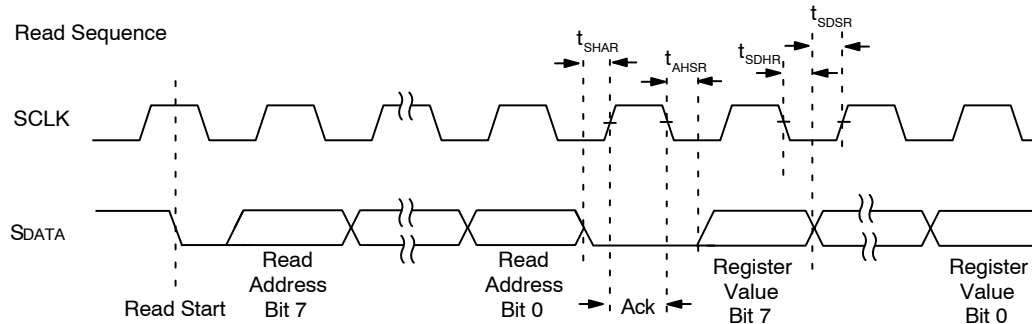 Read Sequence
tSHAR
tAHSR
tSDHR
tSDSR
SCLK
SDATA
Read Start
Read
Address
Bit 7
Read
Address
Bit 0
Ack
Register
Value
Bit 7
Register
Value
Bit 0